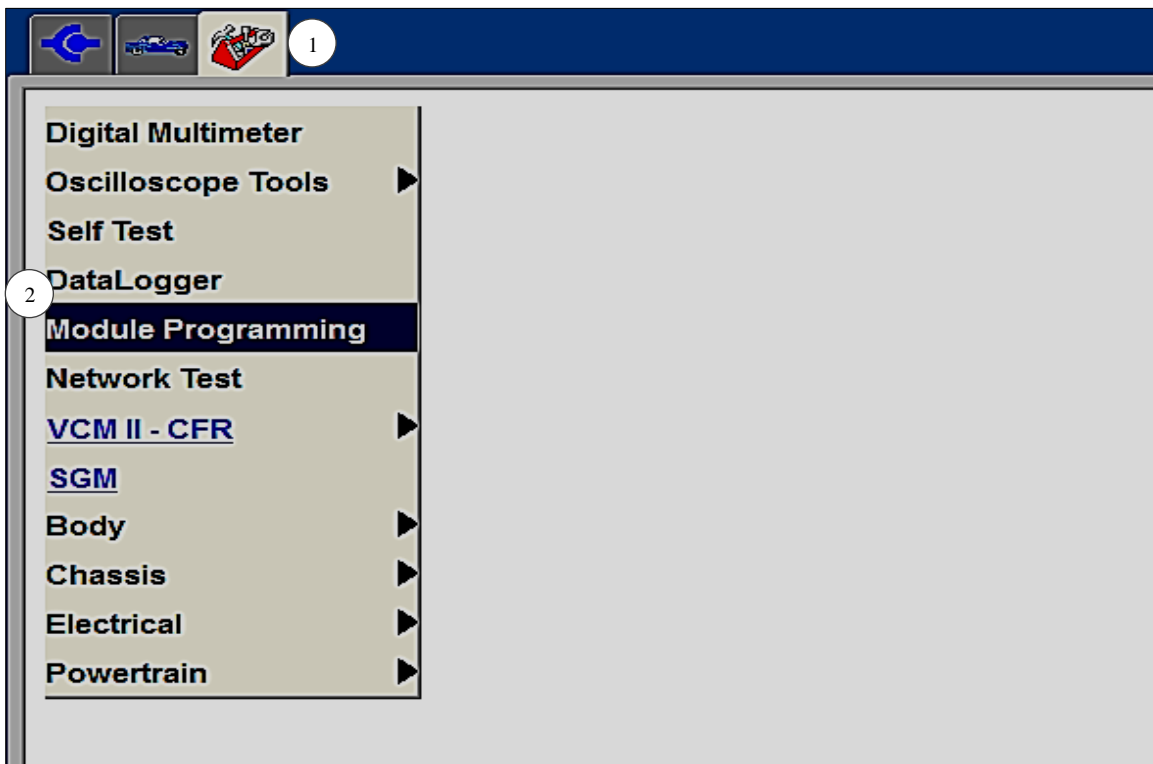 1
Digital Multimeter
Oscilloscope Tools
Self Test
DataLogger
2
Module Programming
Network Test
VCM II - CFR
SGM
Body
Chassis
Electrical
Powertrain